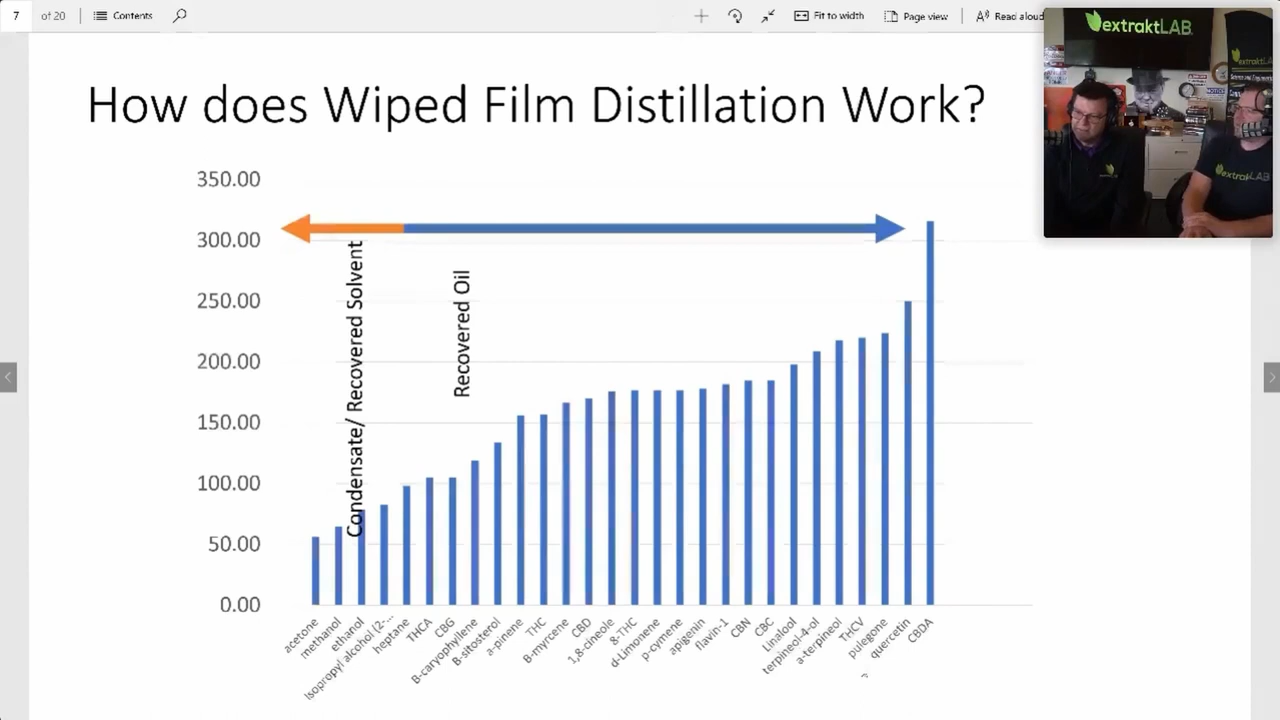 7 of 20 Contents Fit to width Page view Read aloud
extraktLAB
extraktLAB
How does Wiped Film Distillation Work?
350.00
300.00
250.00
200.00
150.00
100.00
50.00
0.00
Condensate/ Recovered Solvent
Recovered Oil
acetone
methanol
ethanol
Isopropyl alcohol (2-...
heptane
THCA
CBG
B-caryophyllene
B-sitosterol
a-pinene
THC
B-myrcene
CBD
1,8-cineole
8-THC
d-Limonene
p-cymene
apigenin
flavin-1
CBN
CBC
Linalool
terpineol-4-ol
a-terpineol
THCV
pulegone
quercetin
CBDA